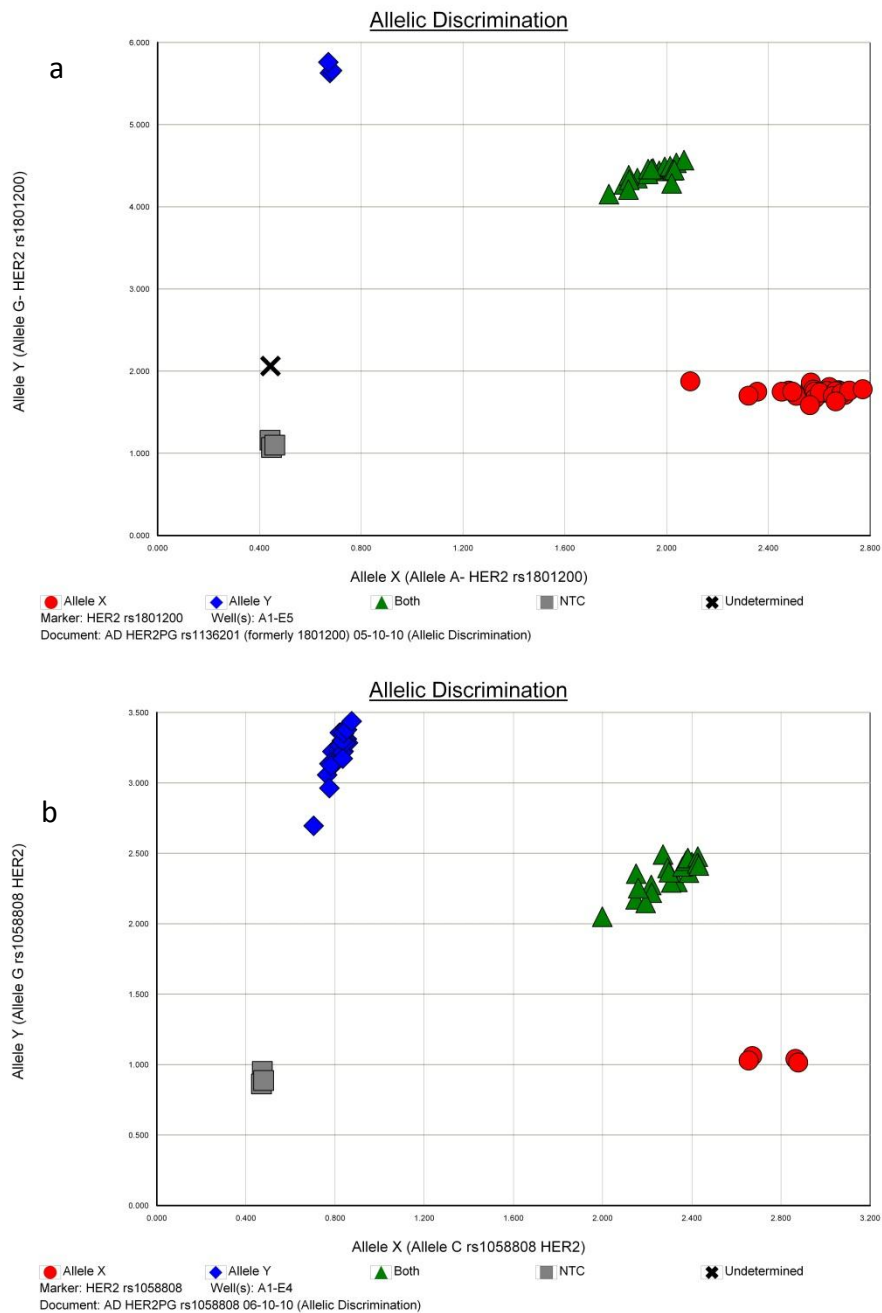 Allelic Discrimination
a
6.000
5.000
4.000
3.000
2.000
1.000
0.000
Allele Y (Allele G- HER2 rs1801200)
0.000 0.400 0.800 1.200 1.600 2.000 2.400 2.800
Allele X (Allele A- HER2 rs1801200)
Allele X Allele Y Both NTC Undetermined
Marker: HER2 rs1801200 Well(s): A1-E5
Document: AD HER2PG rs1136201 (formerly 1801200) 05-10-10 (Allelic Discrimination)
Allelic Discrimination
b
3.500
3.000
2.500
2.000
1.500
1.000
0.500
0.000
Allele Y (Allele G rs1058808 HER2)
0.000 0.400 0.800 1.200 1.600 2.000 2.400 2.800 3.200
Allele X (Allele C rs1058808 HER2)
Allele X Allele Y Both NTC Undetermined
Marker: HER2 rs1058808 Well(s): A1-E4
Document: AD HER2PG rs1058808 06-10-10 (Allelic Discrimination)